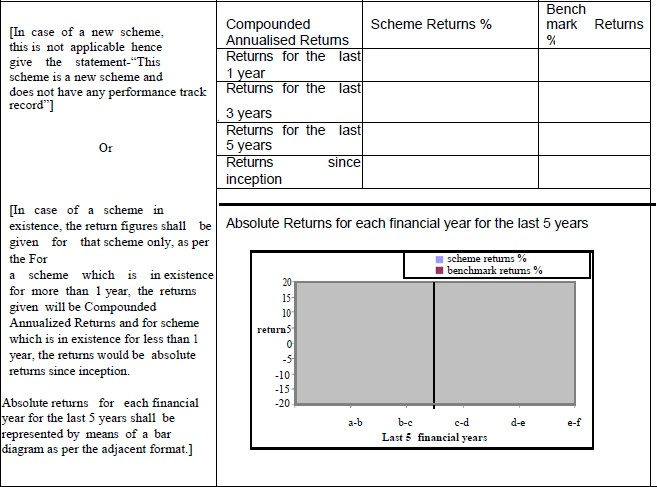 [In case of a new scheme,
this is not applicable hence
give the statement-“This
scheme is a new scheme and
does not have any performance track
record”]
Or
[In case of a scheme in
existence, the return figures shall be
given for that scheme only, as per
the For
a scheme which is in existence
for more than 1 year, the returns
given will be Compounded
Annualized Returns and for scheme
which is in existence for less than 1
year, the returns would be absolute
returns since inception.
Absolute returns for each financial
year for the last 5 years shall be
represented by means of a bar
diagram as per the adjacent format.]
Compounded
Annualised Returns
Scheme Returns %
Bench
mark Returns
%
Returns for the last
1 year
Returns for the last
3 years
Returns for the last
5 years
Returns since
inception
Absolute Returns for each financial year for the last 5 years
scheme returns %
benchmark returns %
20
15
10
return5
0
-5
-10
-15
-20
a-b b-c c-d d-e e-f
Last 5 financial years